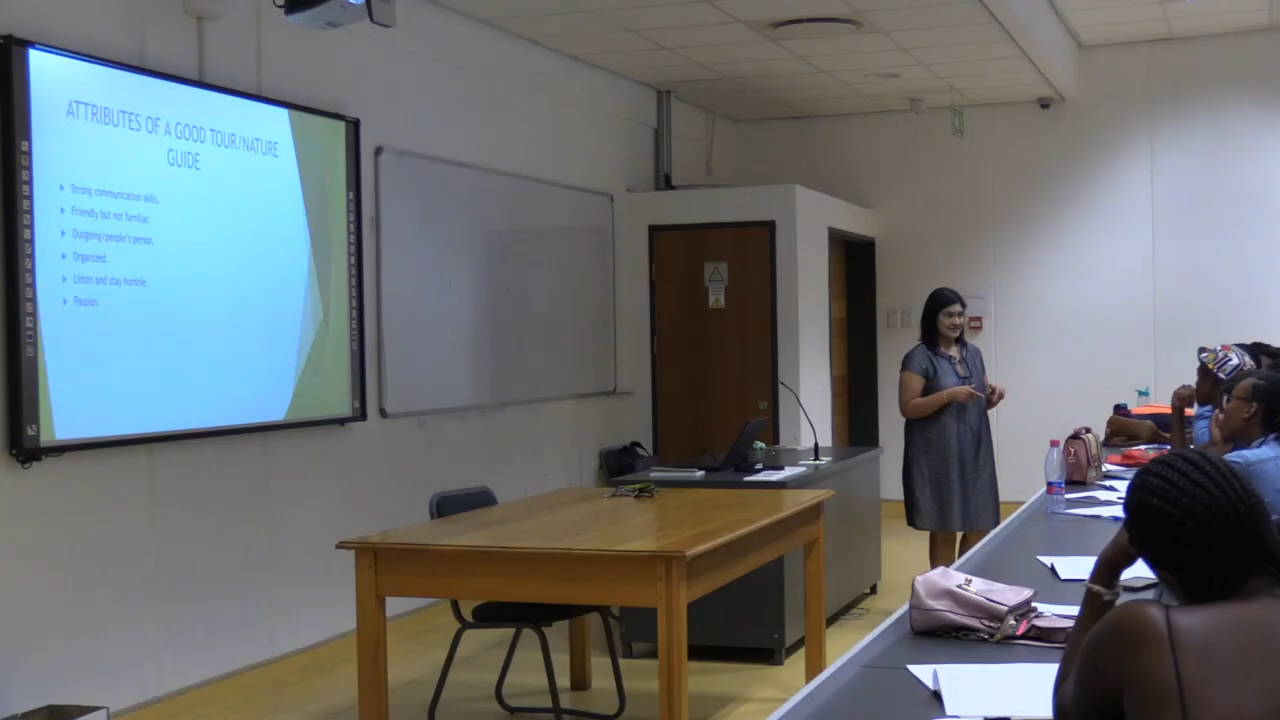 ATTRIBUTES OF A GOOD TOUR/NATURE
GUIDE
Strong communication skills.
Friendly but not familiar.
Outgoing/people's person.
Organized.
Listen and stay humble.
Passion.